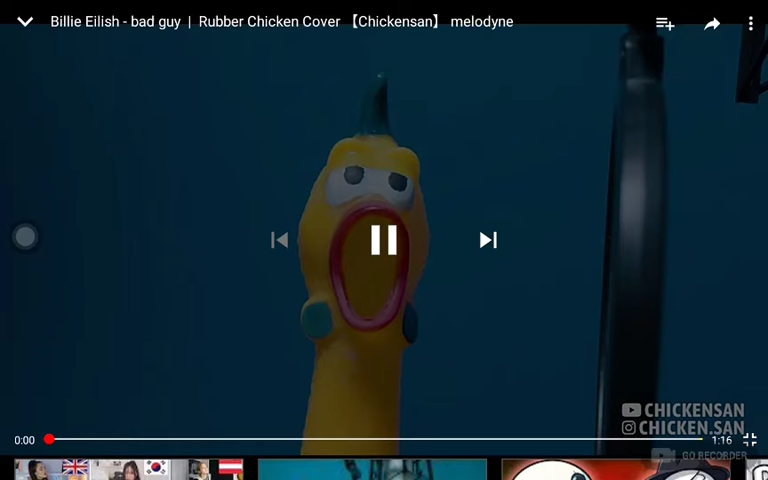 Billie Eilish - bad guy | Rubber Chicken Cover 【Chickensan】 melodyne
CHICKENSAN
CHICKEN.SAN
0:00
1:16
GO RECORDER